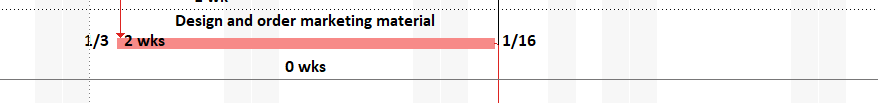 Design and order marketing material
1/3 2 wks 1/16
0 wks